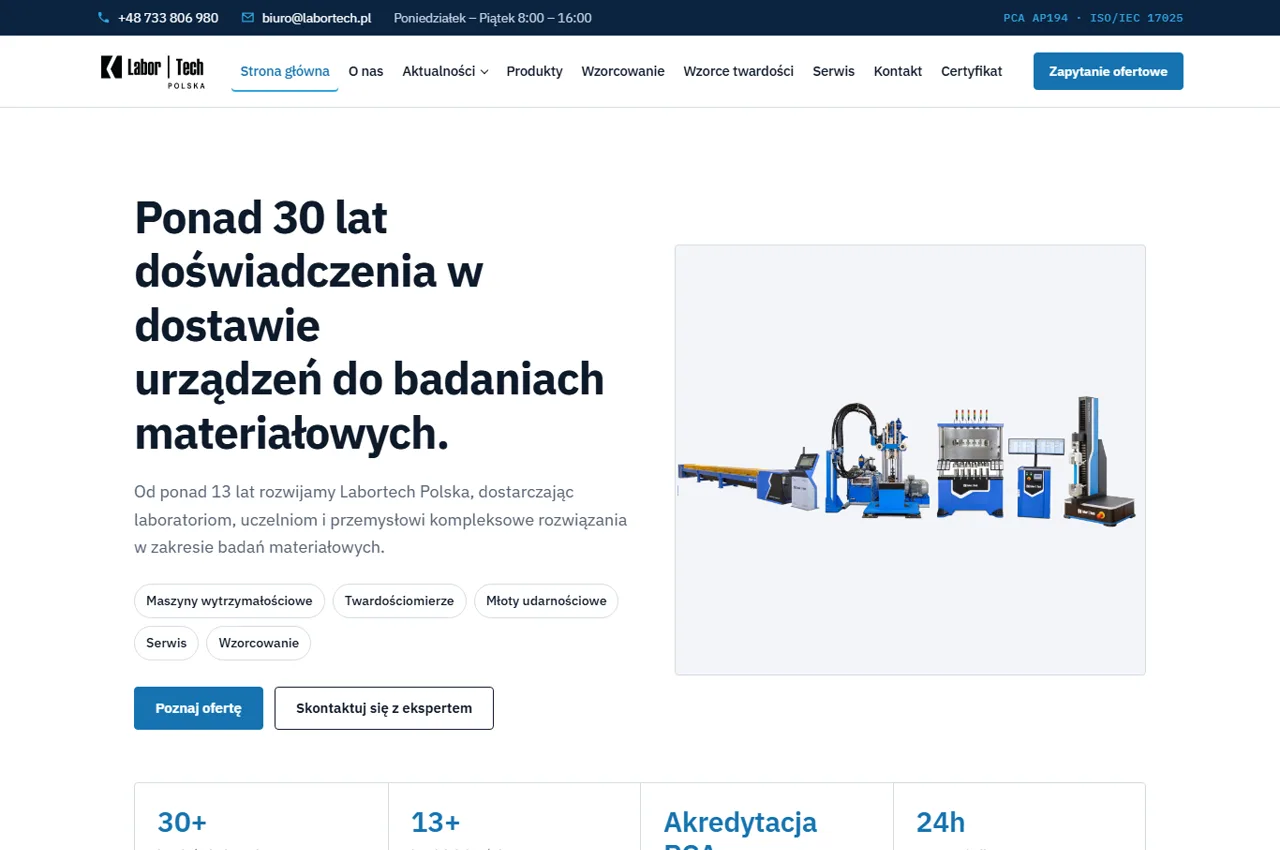 +48 733 806 980 biuro@labortech.pl Poniedziałek – Piątek 8:00 – 16:00 PCA AP194 · ISO/IEC 17025
Labor | Tech
POLSKA
Strona główna O nas Aktualności Produkty Wzorcowanie Wzorce twardości Serwis Kontakt Certyfikat Zapytanie ofertowe
Ponad 30 lat
doświadczenia w
dostawie
urządzeń do badaniach
materiałowych.
Od ponad 13 lat rozwijamy Labortech Polska, dostarczając
laboratoriom, uczelniom i przemysłowi kompleksowe rozwiązania
w zakresie badań materiałowych.
Maszyny wytrzymałościowe Twardościomierze Młoty udarnościowe
Serwis Wzorcowanie
Poznaj ofertę Skontaktuj się z ekspertem
30+ 13+ Akredytacja 24h
PCA